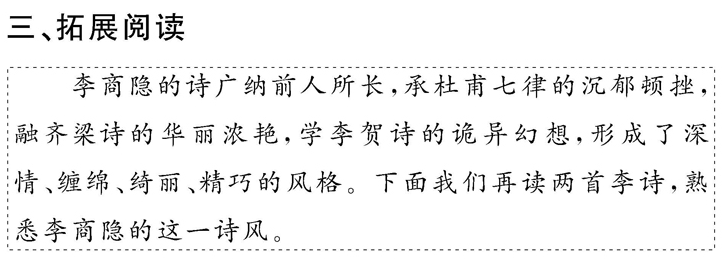 三、拓展阅读
李商隐的诗广纳前人所长,承杜甫七律的沉郁顿挫,
融齐梁诗的华丽浓艳,学李贺诗的诡异幻想,形成了深
情、缠绵、绮丽、精巧的风格。下面我们再读两首李诗,熟
悉李商隐的这一诗风。